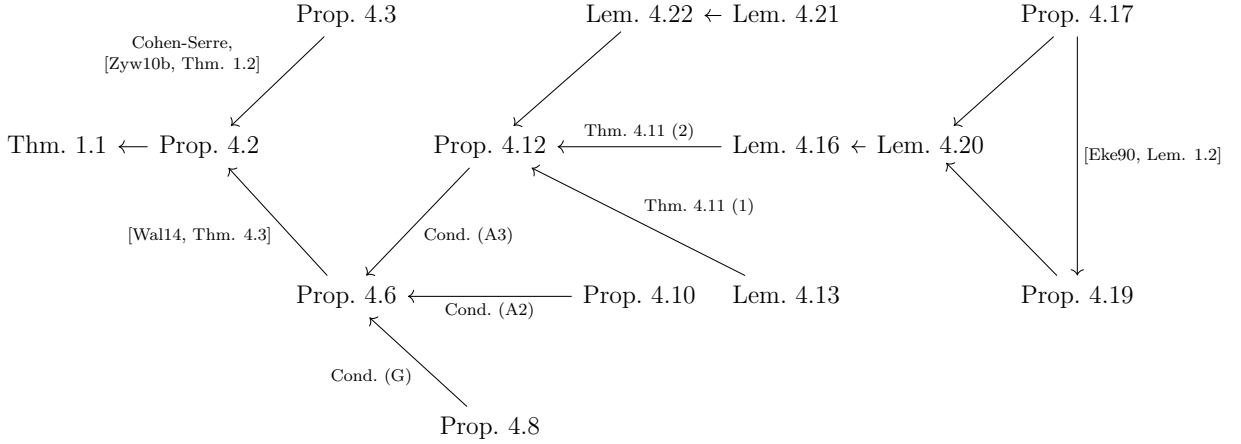 Prop. 4.3
Lem. 4.22
Lem. 4.21
Prop. 4.17
Cohen-Serre,
[Zyw10b, Thm. 1.2]
Thm. 1.1
Prop. 4.2
Prop. 4.12
Thm. 4.11 (2)
Lem. 4.16
Lem. 4.20
[Eke90, Lem. 1.2]
Thm. 4.11 (1)
[Wal14, Thm. 4.3]
Cond. (A3)
Prop. 4.6
Cond. (A2)
Prop. 4.10
Lem. 4.13
Prop. 4.19
Cond. (G)
Prop. 4.8